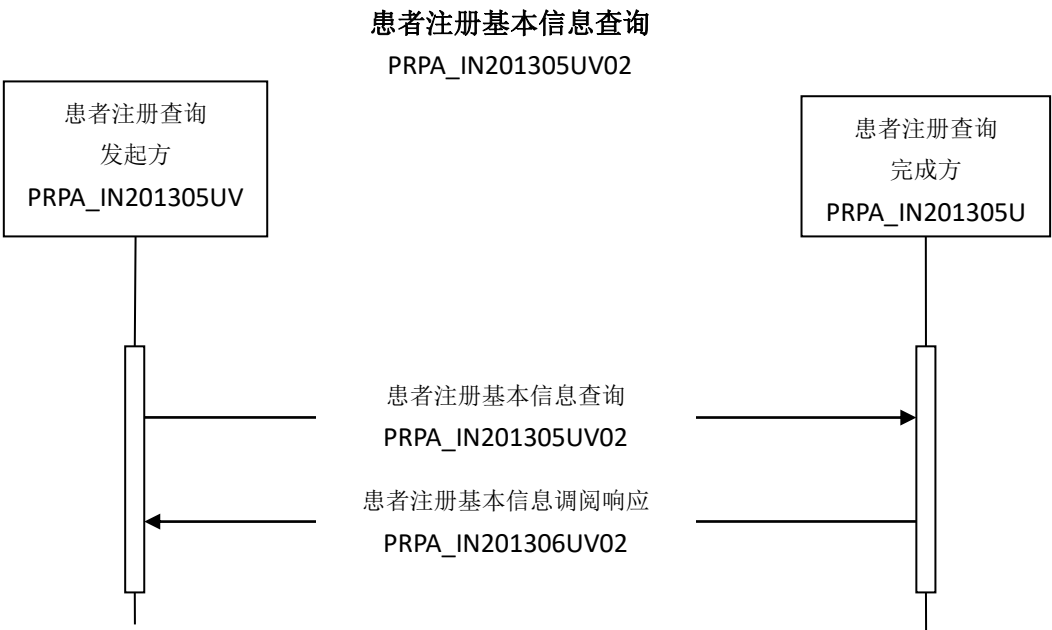 患者注册基本信息查询
PRPA_IN201305UV02
患者注册查询
发起方
PRPA_IN201305UV
患者注册查询
完成方
PRPA_IN201305U
患者注册基本信息查询
PRPA_IN201305UV02
患者注册基本信息调阅响应
PRPA_IN201306UV02